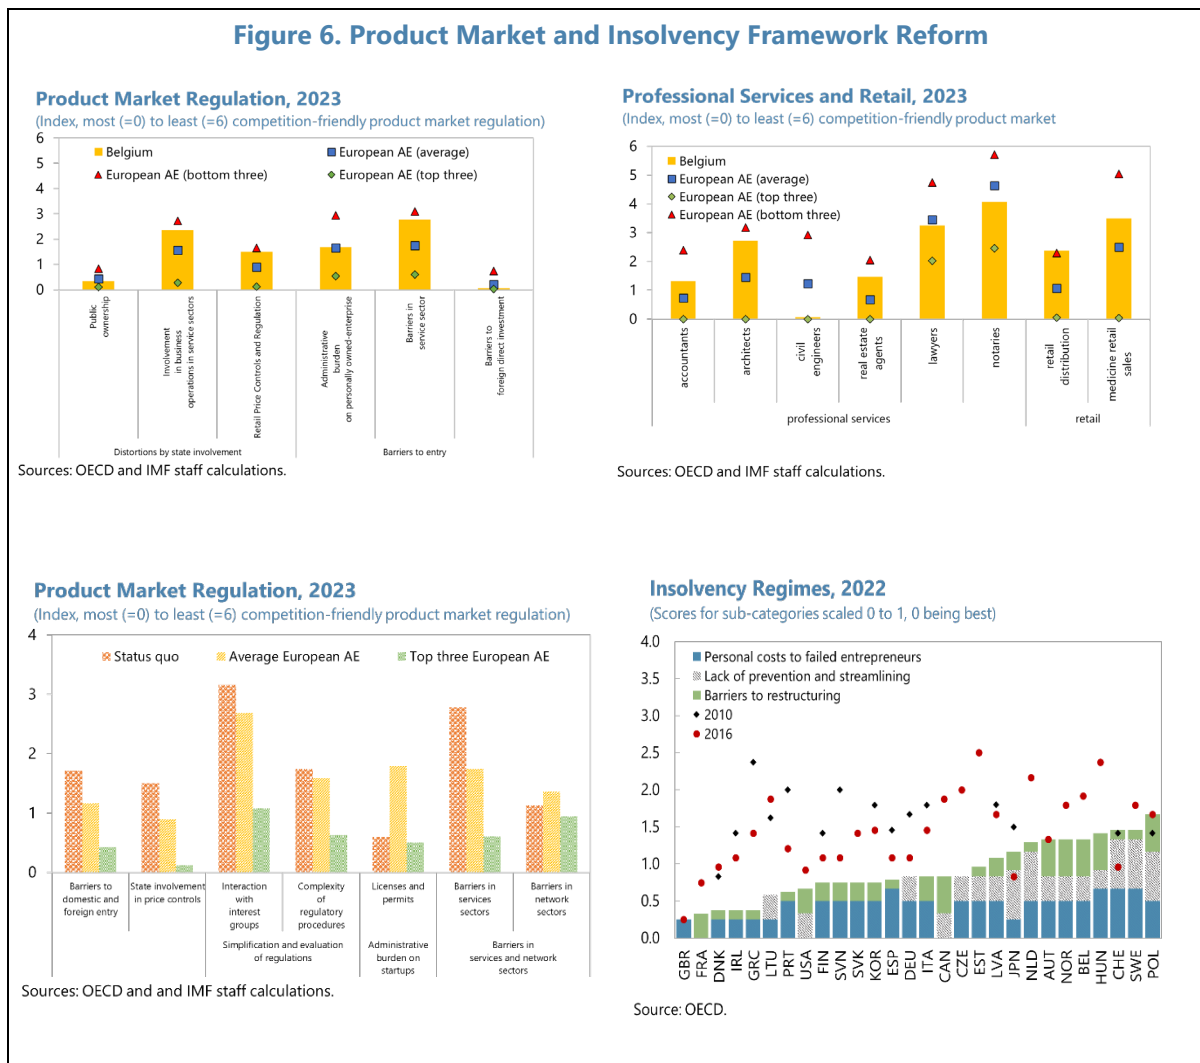 Figure 6. Product Market and Insolvency Framework Reform
Product Market Regulation, 2023
(Index, most (=0) to least (=6) competition-friendly product market regulation)
6
5
4
3
2
1
0
Belgium
European AE (average)
European AE (bottom three)
European AE (top three)
Public
ownership
Involvement
in business
operations in service sectors
Retail Price Controls and Regulation
Administrative
burden
on personally owned-enterprise
Barriers in
service sector
Barriers to
foreign direct investment
Distortions by state involvement
Barriers to entry
Sources: OECD and IMF staff calculations.
Professional Services and Retail, 2023
(Index, most (=0) to least (=6) competition-friendly product market
6
5
4
3
2
1
0
Belgium
European AE (average)
European AE (top three)
European AE (bottom three)
accountants
architects
civil
engineers
real estate
agents
lawyers
notaries
retail
distribution
medicine retail
sales
professional services
retail
Sources: OECD and IMF staff calculations.
Product Market Regulation, 2023
(Index, most (=0) to least (=6) competition-friendly product market regulation)
4
3
2
1
0
Status quo
Average European AE
Top three European AE
Barriers to
domestic and
foreign entry
State involvement
in price controls
Interaction
with
interest
groups
Complexity
of
regulatory
procedures
Licenses and
permits
Barriers in
services
sectors
Barriers in
network
sectors
Simplification and evaluation
of regulations
Administrative
burden on
startups
Barriers in
services and network
sectors
Sources: OECD and and IMF staff calculations.
Insolvency Regimes, 2022
(Scores for sub-categories scaled 0 to 1, 0 being best)
4.0
3.5
3.0
2.5
2.0
1.5
1.0
0.5
0.0
Personal costs to failed entrepreneurs
Lack of prevention and streamlining
Barriers to restructuring
2010
2016
GBR
FRA
DNK
IRL
GRC
LTU
PRT
USA
FIN
SVN
SVK
KOR
ESP
DEU
ITA
CAN
CZE
EST
LVA
JPN
NLD
AUT
NOR
BEL
HUN
CHE
SWE
POL
Source: OECD.